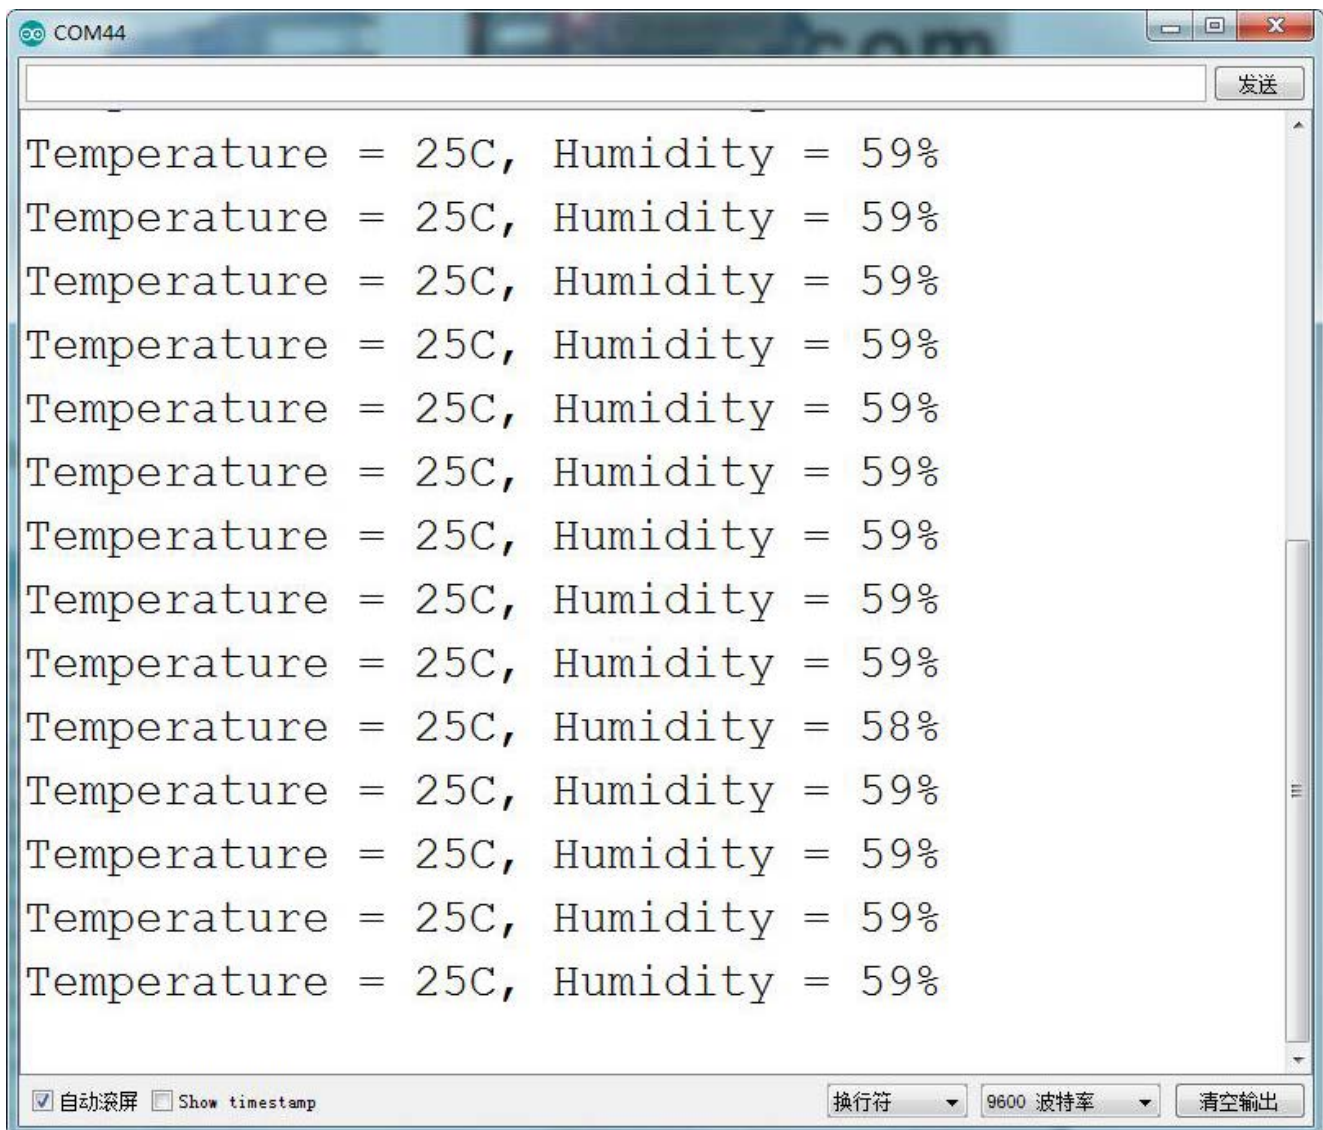 COM44
com
发送
Temperature = 25C, Humidity = 59%
Temperature = 25C, Humidity = 59%
Temperature = 25C, Humidity = 59%
Temperature = 25C, Humidity = 59%
Temperature = 25C, Humidity = 59%
Temperature = 25C, Humidity = 59%
Temperature = 25C, Humidity = 59%
Temperature = 25C, Humidity = 59%
Temperature = 25C, Humidity = 59%
Temperature = 25C, Humidity = 58%
Temperature = 25C, Humidity = 59%
Temperature = 25C, Humidity = 59%
Temperature = 25C, Humidity = 59%
Temperature = 25C, Humidity = 59%
自动滚屏 Show timestamp 换行符 9600 波特率 清空输出